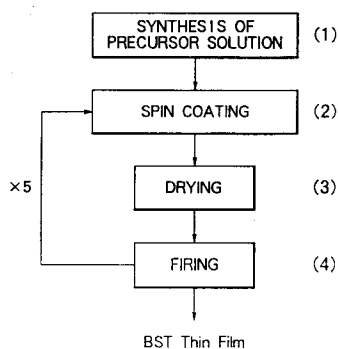 SYNTHESIS OF
PRECURSOR SOLUTION
(1)
SPIN COATING
(2)
×5
DRYING
(3)
FIRING
(4)
BST Thin Film